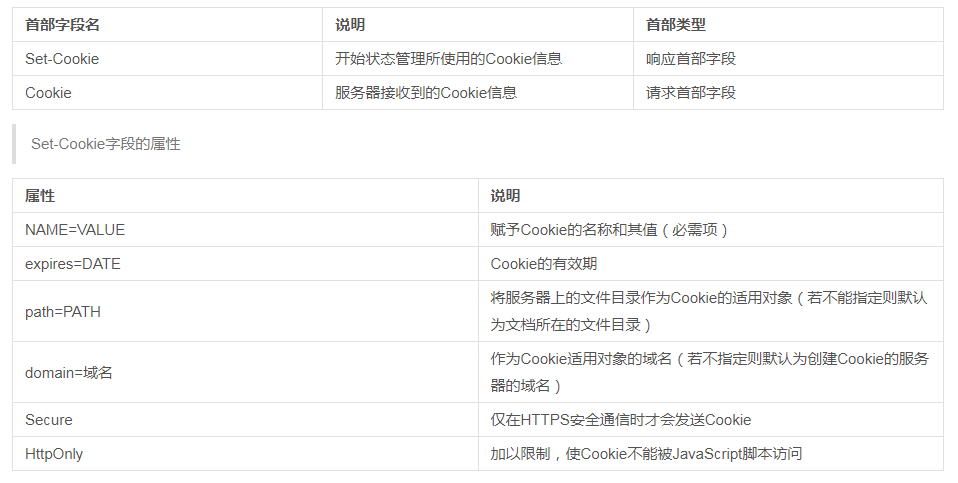 首部字段名 说明 首部类型
Set-Cookie 开始状态管理所使用的Cookie信息 响应首部字段
Cookie 服务器接收到的Cookie信息 请求首部字段
Set-Cookie字段的属性
属性 说明
NAME=VALUE 赋予Cookie的名称和其值（必需项）
expires=DATE Cookie的有效期
path=PATH 将服务器上的文件目录作为Cookie的适用对象（若不能指定则默认
为文档所在的文件目录）
domain=域名 作为Cookie适用对象的域名（若不指定则默认为创建Cookie的服务
器的域名）
Secure 仅在HTTPS安全通信时才会发送Cookie
HttpOnly 加以限制，使Cookie不能被JavaScript脚本访问